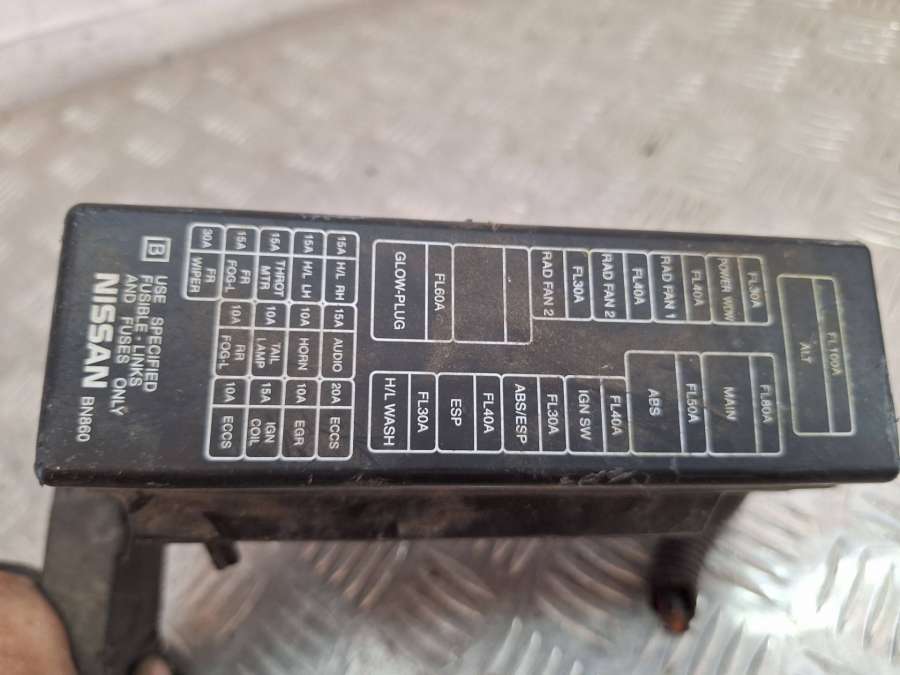 FL100A
ALT
FL30A
POWER WDW
FL80A
MAIN
FL40A
RAD FAN 1
FL50A
ABS
FL40A
RAD FAN 2
FL40A
IGN SW
FL30A
RAD FAN 2
FL30A
ABS/ESP
FL40A
ESP
FL60A
GLOW-PLUG
FL30A
H/L WASH
15A H/L RH
15A AUDIO
20A ECCS
15A H/L LH
10A HORN
10A EGR
15A THROT
MTR
10A TAIL
LAMP
15A IGN
COIL
15A FR
FOG-L
10A RR
FOG-L
10A ECCS
30A FR
WIPER
B USE SPECIFIED
FUSIBLE・LINKS
AND FUSES ONLY
NISSAN BN860